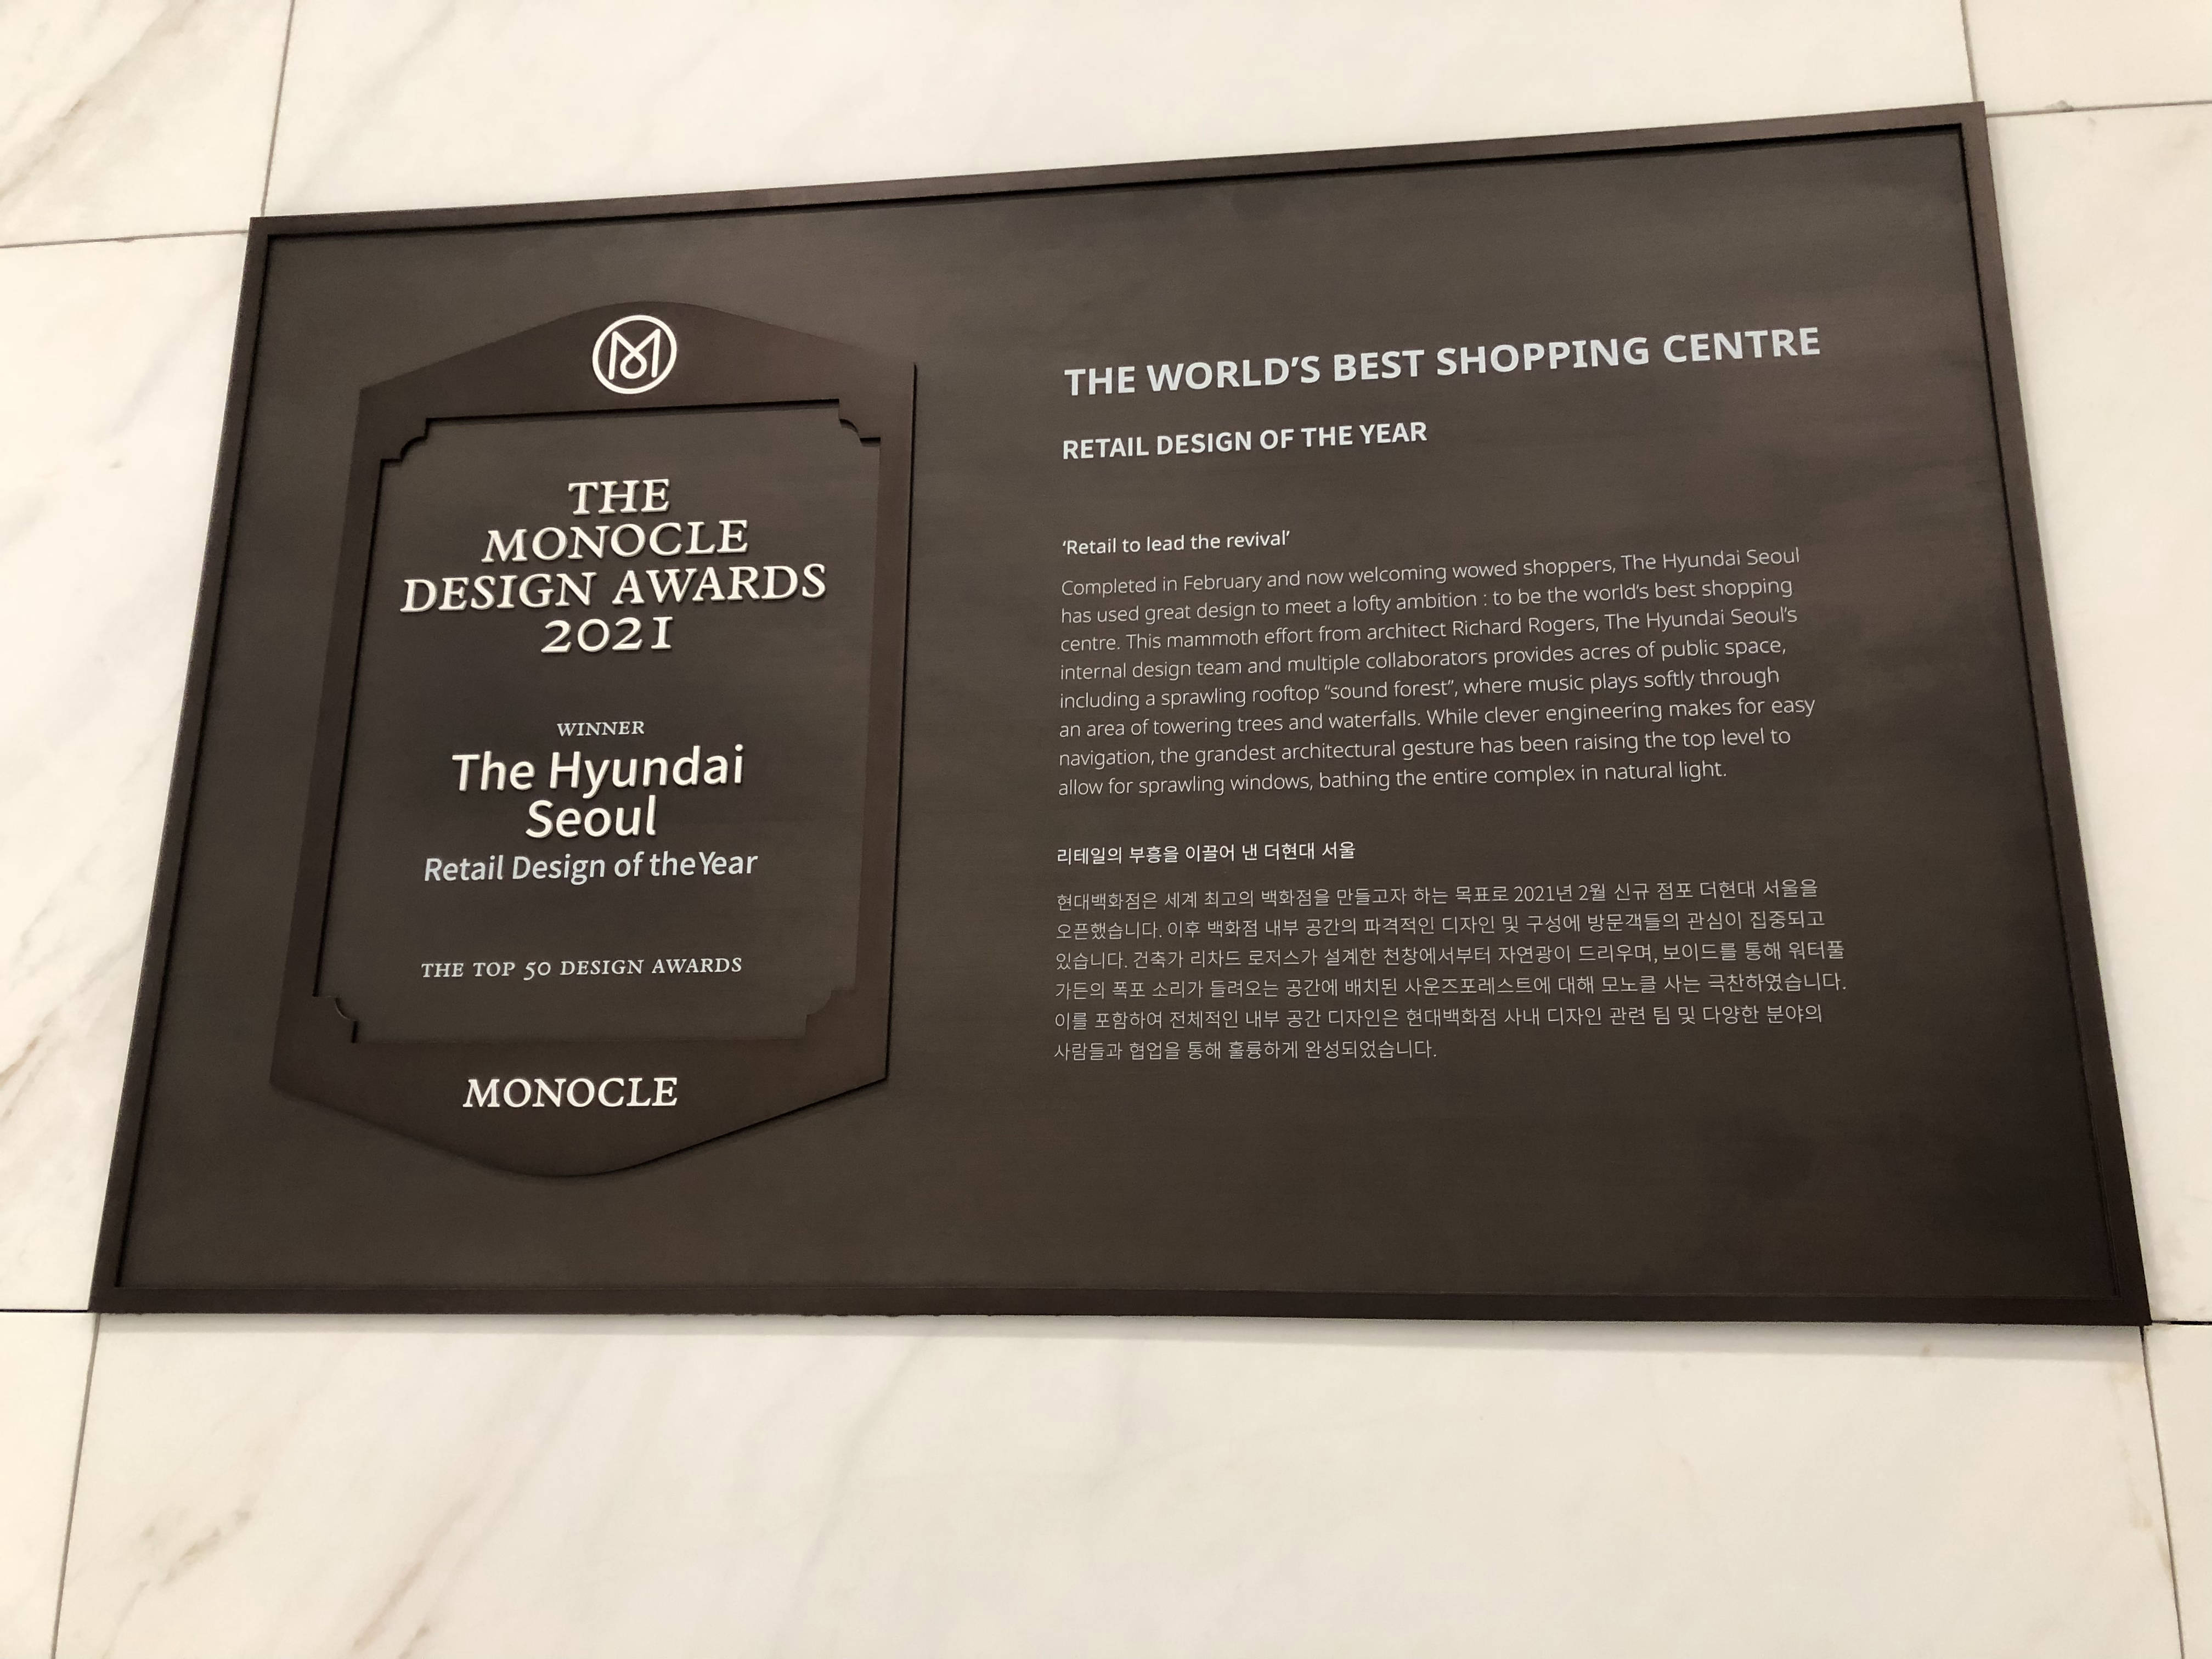 THE
MONOCLE
DESIGN AWARDS
2021
WINNER
The Hyundai
Seoul
Retail Design of the Year
THE TOP 50 DESIGN AWARDS
MONOCLE
THE WORLD'S BEST SHOPPING CENTRE
RETAIL DESIGN OF THE YEAR
‘Retail to lead the revival’
Completed in February and now welcoming wowed shoppers, The Hyundai Seoul
has used great design to meet a lofty ambition : to be the world's best shopping
centre. This mammoth effort from architect Richard Rogers, The Hyundai Seoul's
internal design team and multiple collaborators provides acres of public space,
including a sprawling rooftop “sound forest”, where music plays softly through
an area of towering trees and waterfalls. While clever engineering makes for easy
navigation, the grandest architectural gesture has been raising the top level to
allow for sprawling windows, bathing the entire complex in natural light.
리테일의 부흥을 이끌어 낸 더현대 서울
현대백화점은 세계 최고의 백화점을 만들고자 하는 목표로 2021년 2월 신규 점포 더현대 서울을
오픈했습니다. 이후 백화점 내부 공간의 파격적인 디자인 및 구성에 방문객들의 관심이 집중되고
있습니다. 건축가 리차드 로저스가 설계한 천창에서부터 자연광이 드리우며, 보이드를 통해 워터풀
가든의 폭포 소리가 들려오는 공간에 배치된 사운즈포레스트에 대해 모노클 사는 극찬하였습니다.
이를 포함하여 전체적인 내부 공간 디자인은 현대백화점 사내 디자인 관련 팀 및 다양한 분야의
사람들과 협업을 통해 훌륭하게 완성되었습니다.